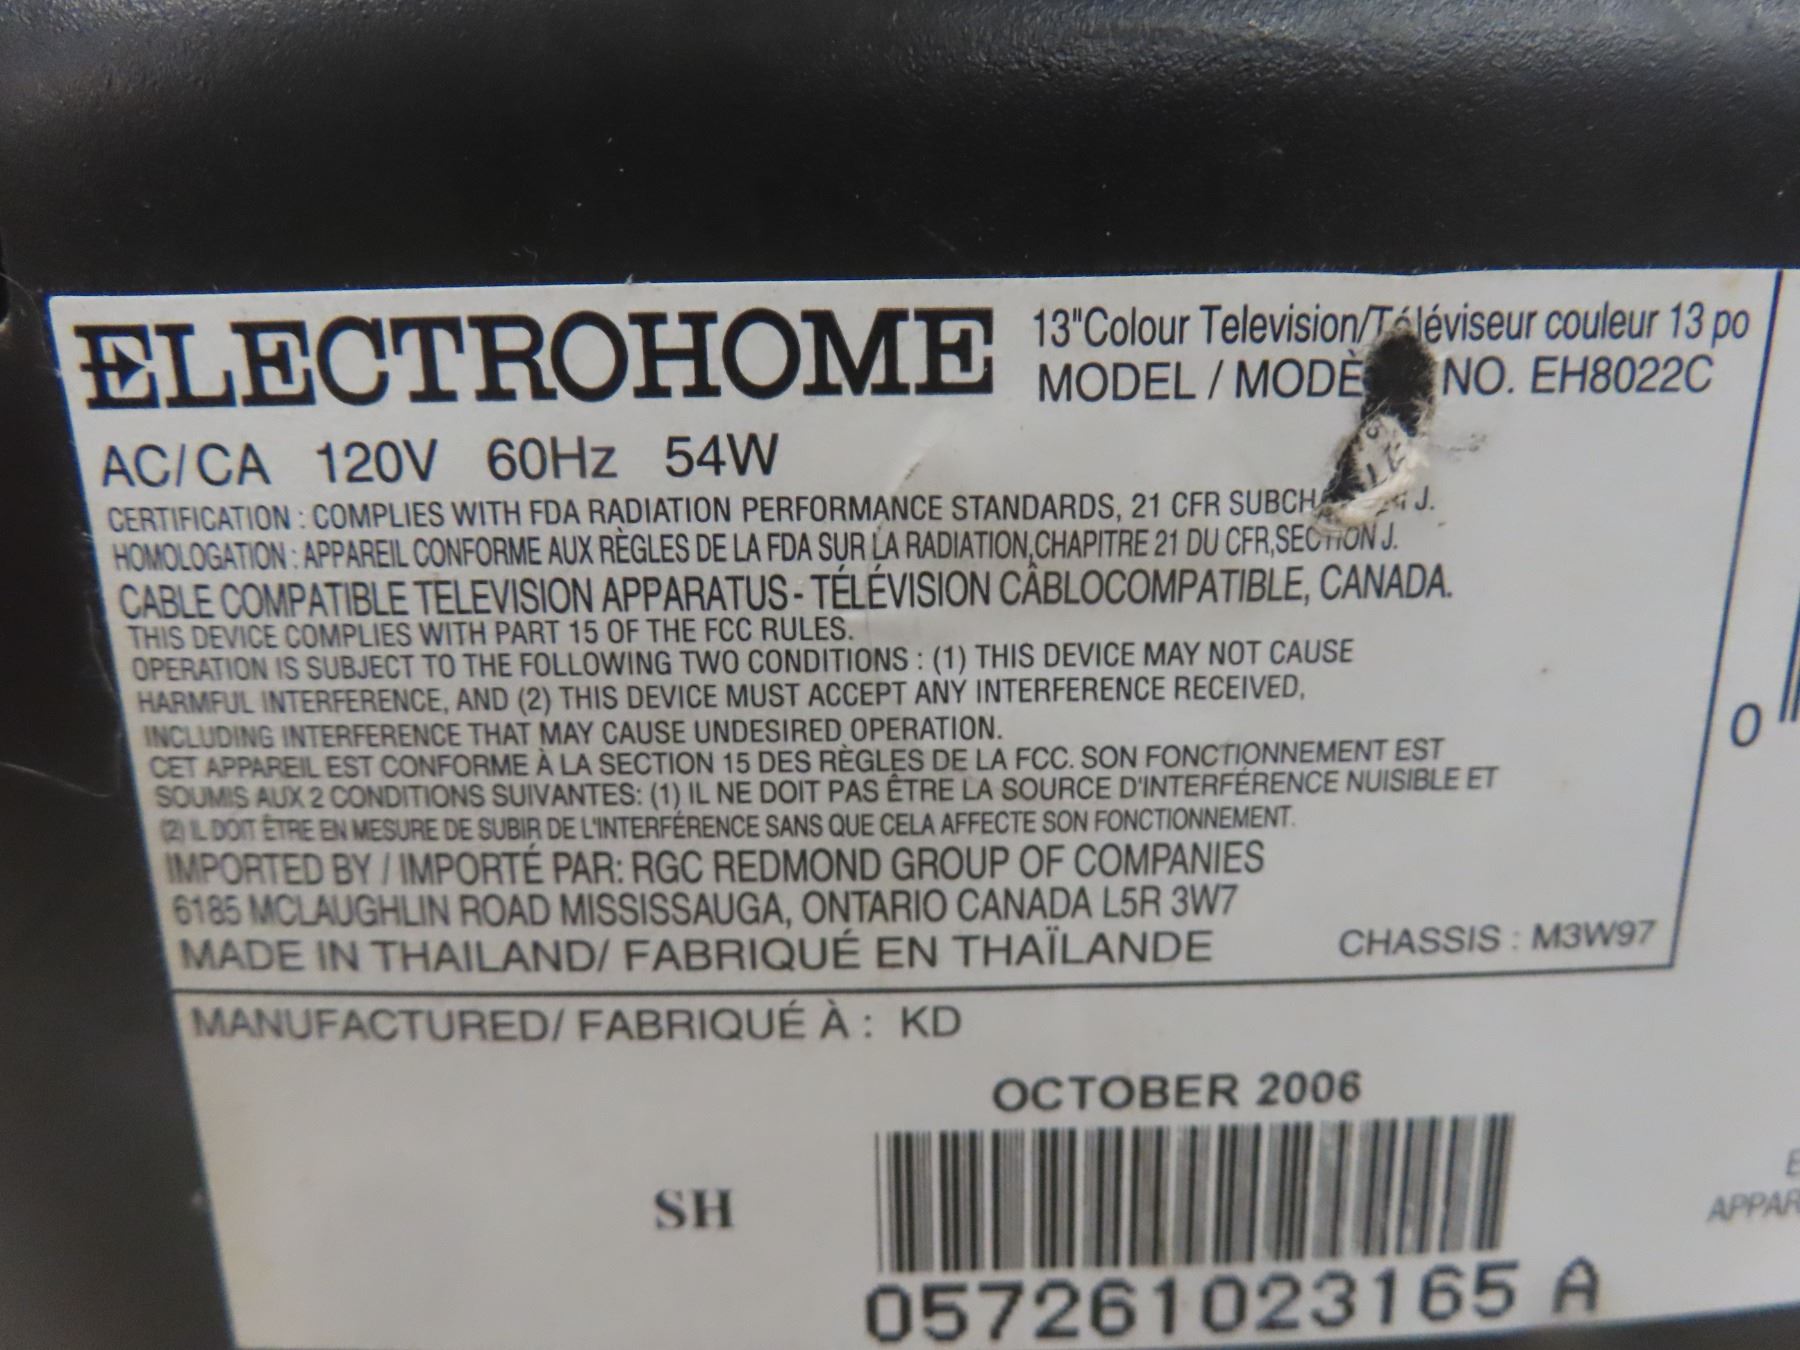 ELECTROHOME
13"Colour Television/Téléviseur couleur 13 po
MODEL / NO. EH8022C
AC/CA 120V 60Hz 54W
CERTIFICATION : COMPLIES WITH FDA RADIATION PERFORMANCE STANDARDS, 21 CFR J.
HOMOLOGATION : APPAREIL CONFORME AUX RÈGLES DE LA FDA SUR LA RADIATION,CHAPITRE 21 DU CFR,SECTION J.
CABLE COMPATIBLE TELEVISION APPARATUS - TÉLÉVISION CÂBLOCOMPATIBLE, CANADA.
THIS DEVICE COMPLIES WITH PART 15 OF THE FCC RULES.
OPERATION IS SUBJECT TO THE FOLLOWING TWO CONDITIONS : (1) THIS DEVICE MAY NOT CAUSE
HARMFUL INTERFERENCE, AND (2) THIS DEVICE MUST ACCEPT ANY INTERFERENCE RECEIVED,
INCLUDING INTERFERENCE THAT MAY CAUSE UNDESIRED OPERATION.
CET APPAREIL EST CONFORME À LA SECTION 15 DES RÈGLES DE LA FCC. SON FONCTIONNEMENT EST
SOUMIS AUX 2 CONDITIONS SUIVANTES: (1) IL NE DOIT PAS ÊTRE LA SOURCE D'INTERFÉRENCE NUISIBLE ET
(2) IL DOIT ÊTRE EN MESURE DE SUBIR DE L'INTERFÉRENCE SANS QUE CELA AFFECTE SON FONCTIONNEMENT.
IMPORTED BY / IMPORTÉ PAR: RGC REDMOND GROUP OF COMPANIES
6185 MCLAUGHLIN ROAD MISSISSAUGA, ONTARIO CANADA L5R 3W7
MADE IN THAILAND/ FABRIQUÉ EN THAÏLANDE
CHASSIS : M3W97
MANUFACTURED/ FABRIQUÉ À : KD
OCTOBER 2006
SH
057261023165 A
0